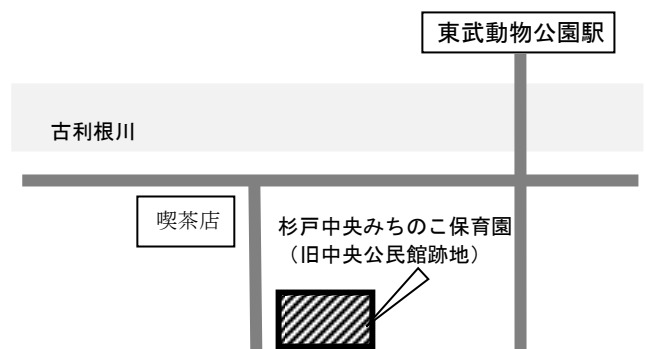 東武動物公園駅
古利根川
喫茶店
杉戸中央みちのこ保育園
（旧中央公民館跡地）